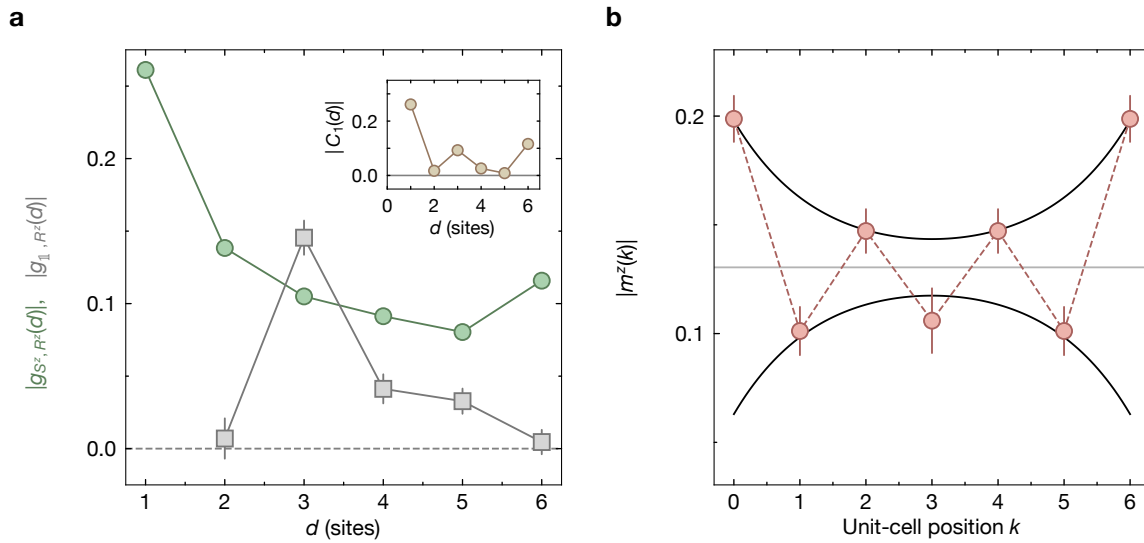 a
b
|g_{S^z, R^z}(d)|, |g_{𝟙, R^z}(d)|
0.2
0.1
0.0
1 2 3 4 5 6
d (sites)
|C_1(d)|
0.2
0.0
0 2 4 6
d (sites)
|m^z(k)|
0.2
0.1
0 1 2 3 4 5 6
Unit-cell position k